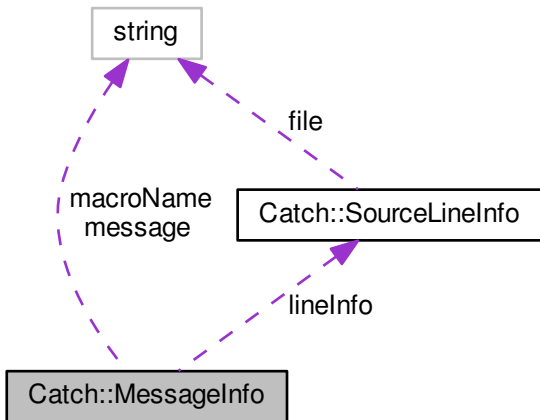 string
file
macroName
message
Catch::SourceLineInfo
lineInfo
Catch::MessageInfo